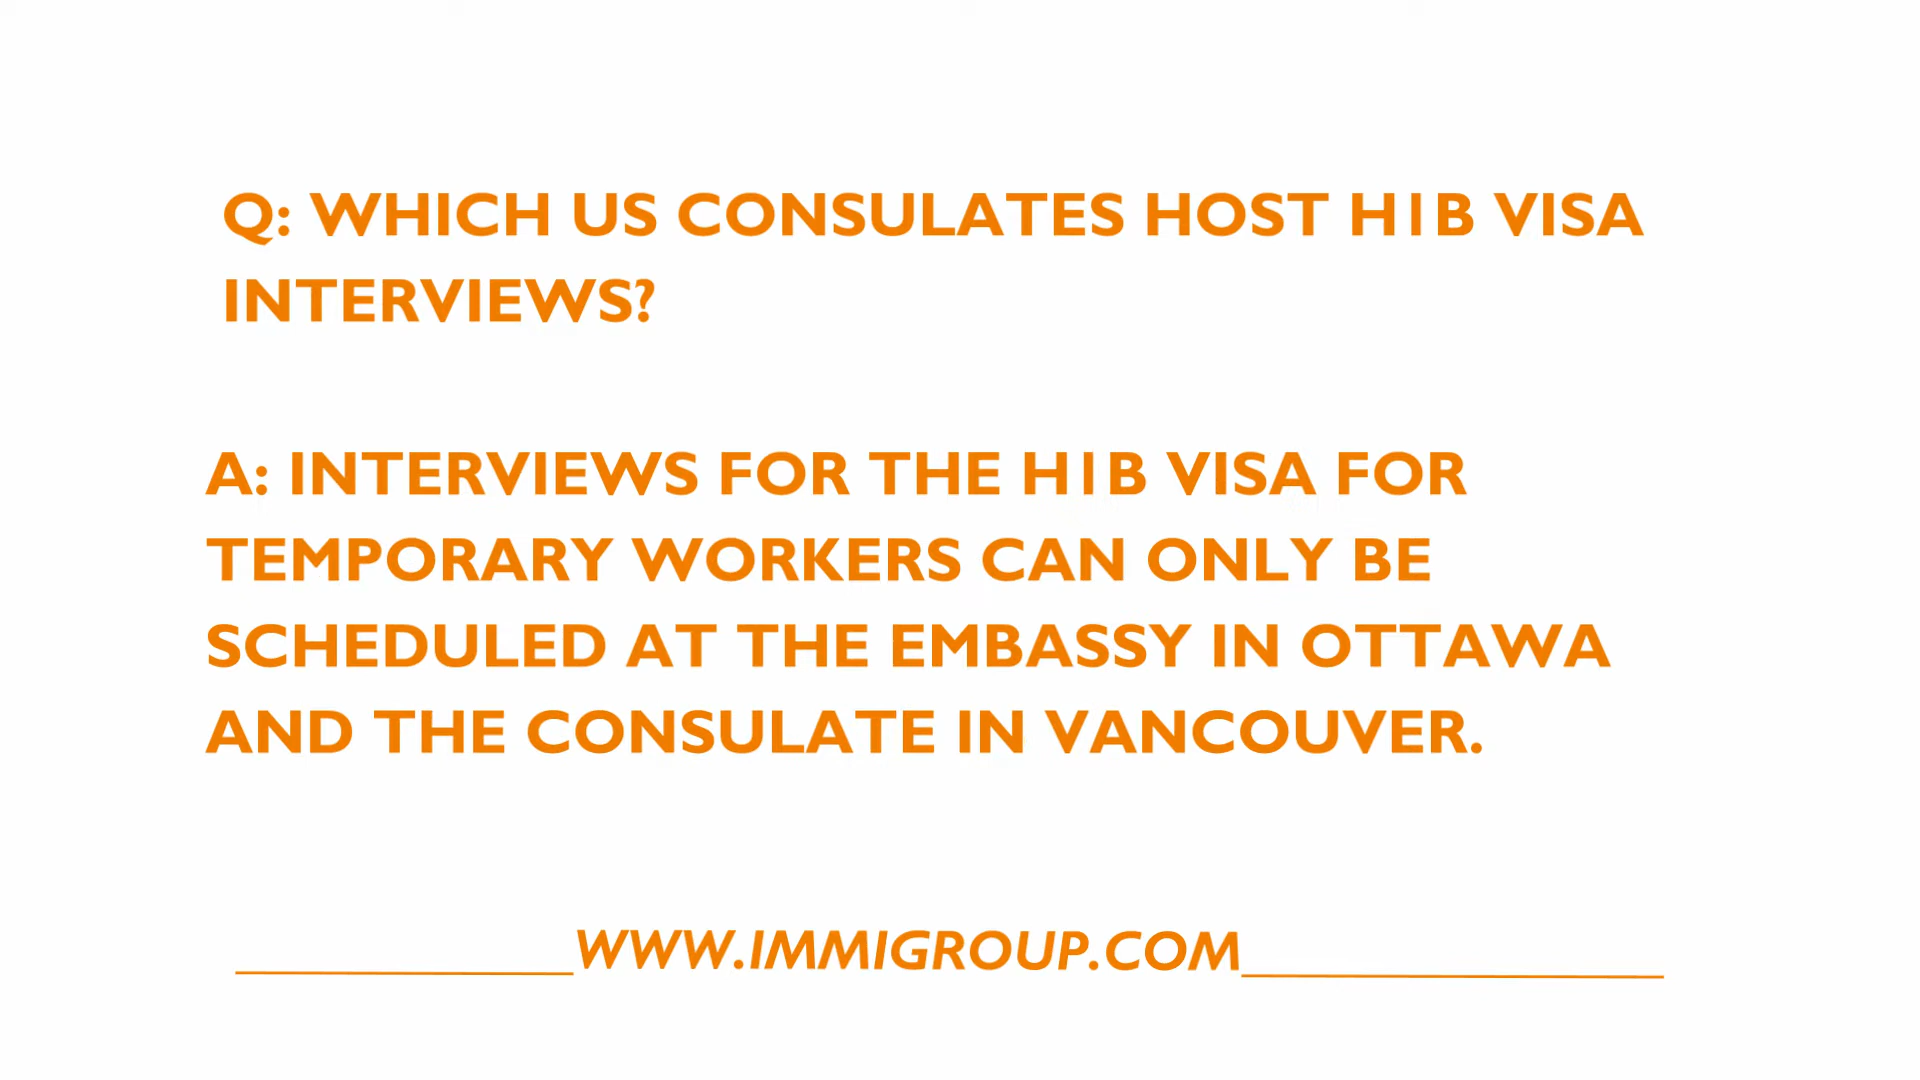 Q: WHICH US CONSULATES HOST H1B VISA
INTERVIEWS?
A: INTERVIEWS FOR THE H1B VISA FOR
TEMPORARY WORKERS CAN ONLY BE
SCHEDULED AT THE EMBASSY IN OTTAWA
AND THE CONSULATE IN VANCOUVER.
WWW.IMMIGROUP.COM